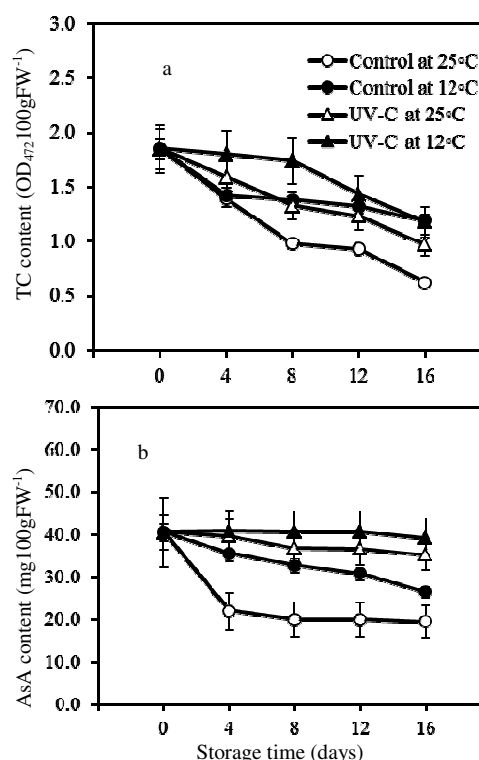 3.0
a
Control at 25°C
Control at 12°C
UV-C at 25°C
UV-C at 12°C
2.5
2.0
1.5
1.0
0.5
0.0
TC content (OD472100gFW-1)
0 4 8 12 16
70.0
b
60.0
50.0
40.0
30.0
20.0
10.0
0.0
AsA content (mg100gFW-1)
0 4 8 12 16
Storage time (days)